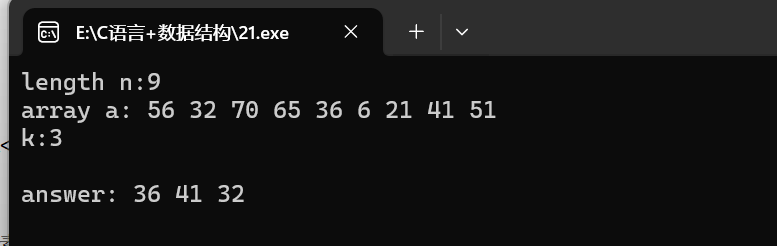 E:\C语言+数据结构\21.exe
length n:9
array a: 56 32 70 65 36 6 21 41 51
k:3
answer: 36 41 32